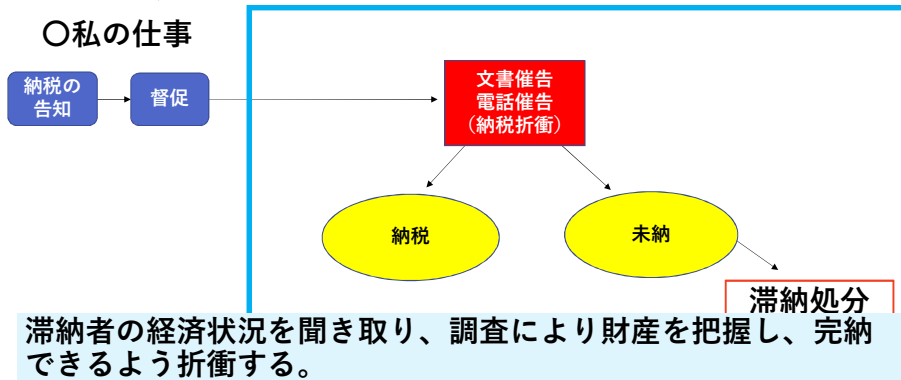 〇私の仕事
納税の
告知
督促
文書催告
電話催告
（納税折衝）
納税
未納
滞納処分
滞納者の経済状況を聞き取り、調査により財産を把握し、完納
できるよう折衝する。